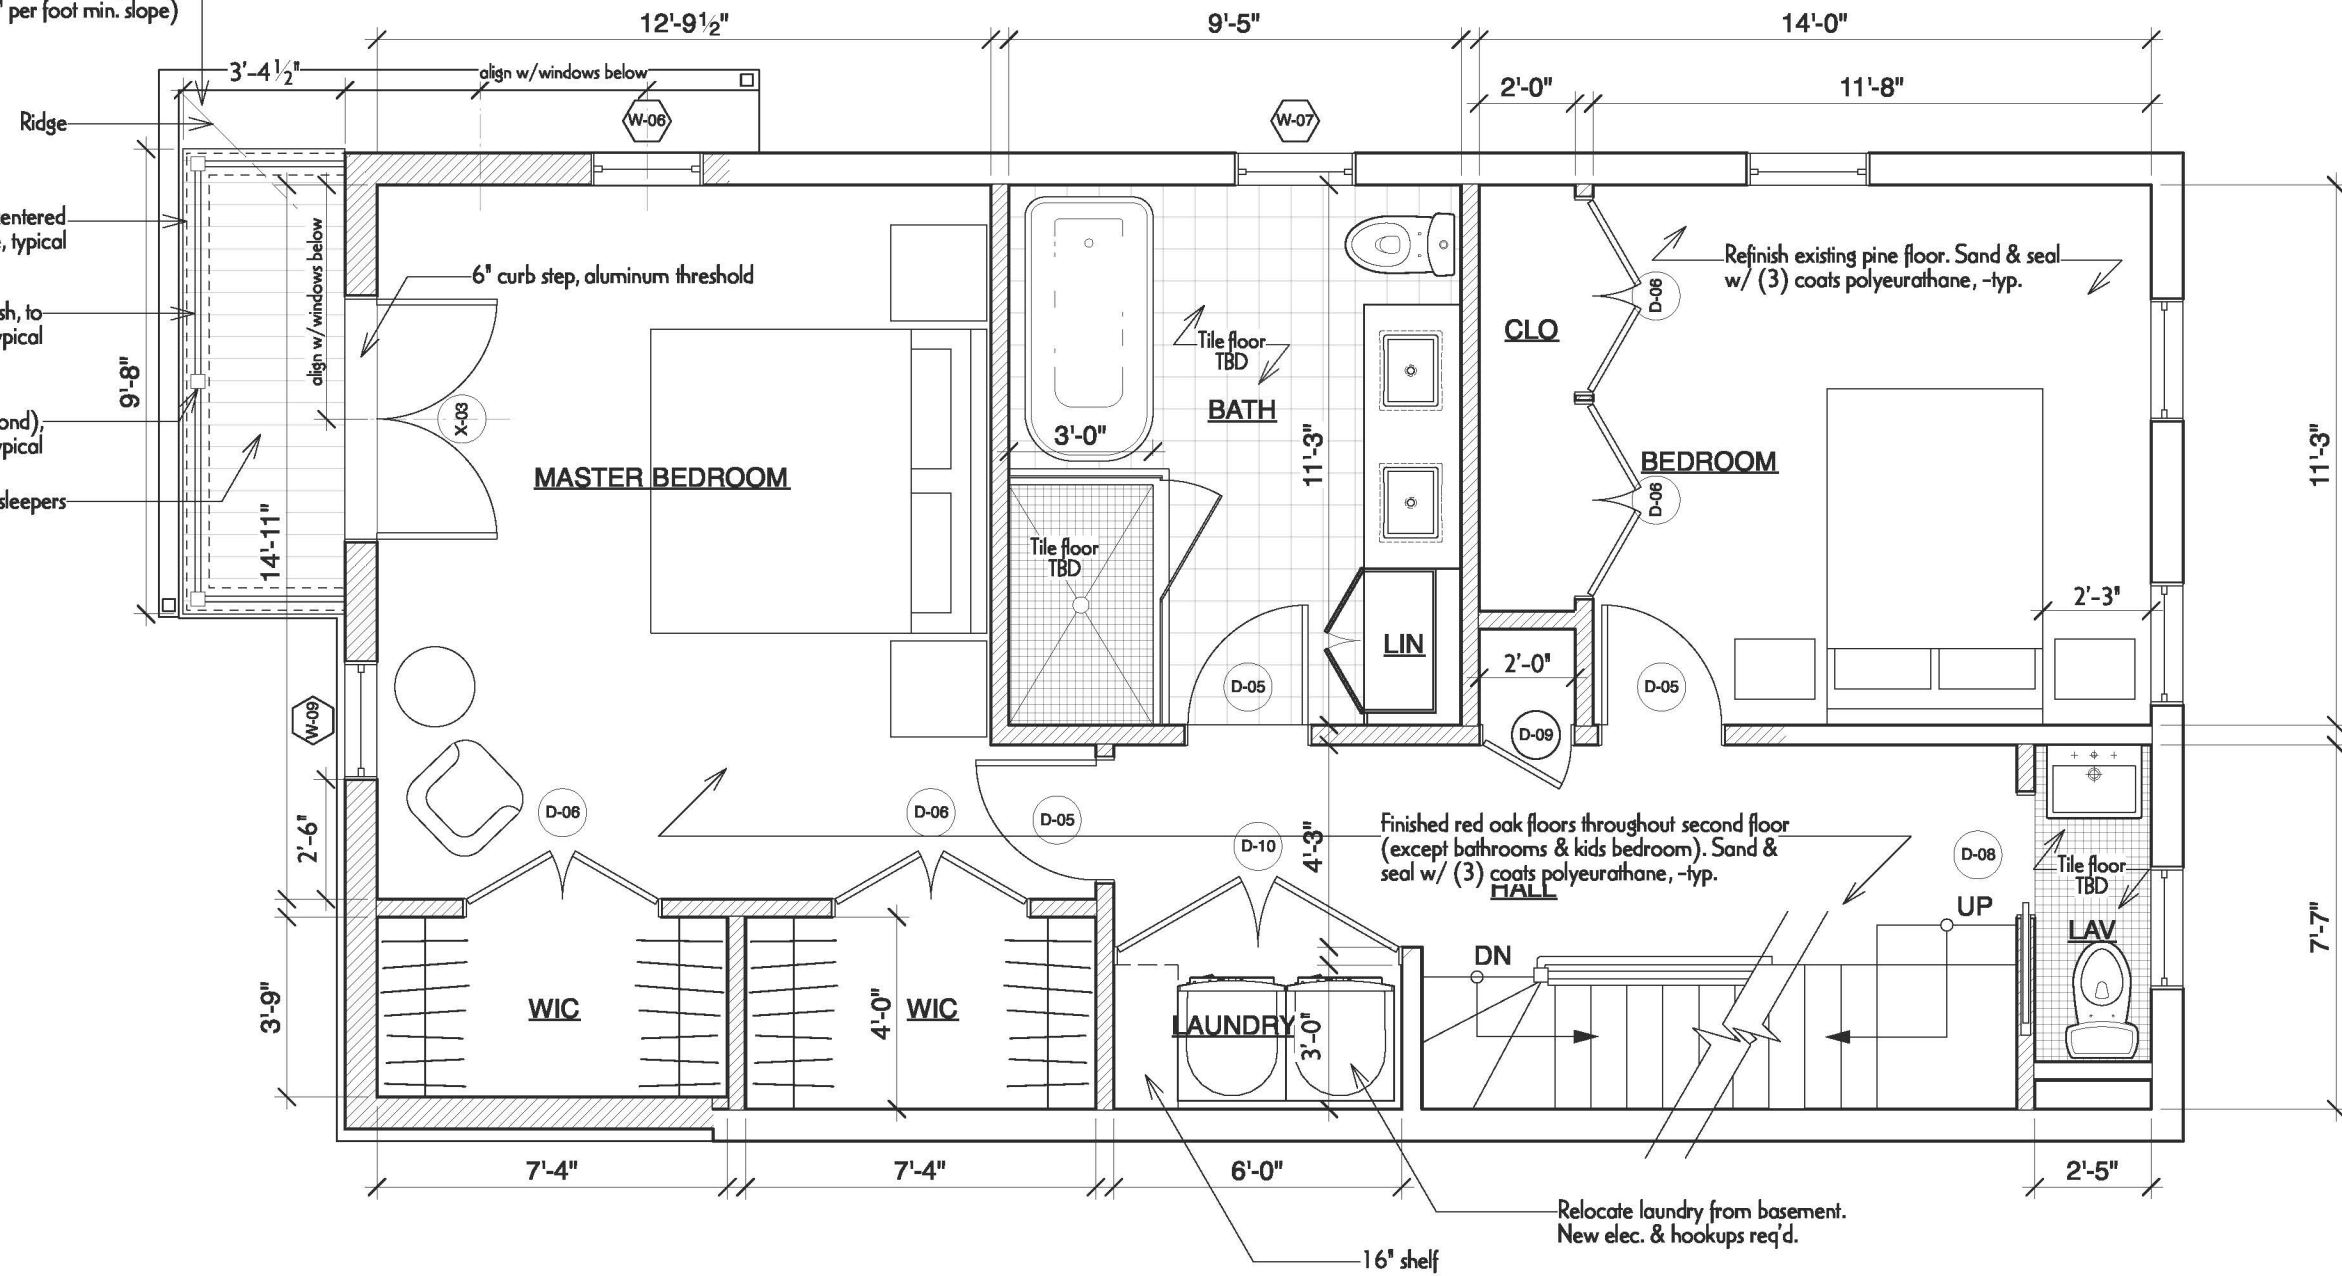 per foot min. slope)
12'-9½"
9'-5"
14'-0"
3'-4½"
align w/windows below
2'-0"
11'-8"
Ridge
W-06
W-07
entered
, typical
align w/windows below
6" curb step, aluminum threshold
Refinish existing pine floor. Sand & seal
w/ (3) coats polyeurathane, -typ.
D-06
sh, to
ypical
CLO
Tile floor
TBD
9'-8"
BATH
X-03
ond),
ypical
3'-0"
11'-3"
MASTER BEDROOM
BEDROOM
11'-3"
D-06
sleepers
14'-11"
Tile floor
TBD
2'-3"
LIN
2'-0"
D-05
D-05
W-09
D-09
D-06
D-06
D-05
2'-6"
D-10
4'-3"
Finished red oak floors throughout second floor
(except bathrooms & kids bedroom). Sand &
seal w/ (3) coats polyeurathane, -typ.
HALL
D-08
Tile floor
TBD
UP
LAV
7'-7"
DN
3'-9"
WIC
4'-0"
WIC
LAUNDRY
3'-0"
7'-4"
7'-4"
6'-0"
2'-5"
Relocate laundry from basement.
New elec. & hookups req'd.
16" shelf